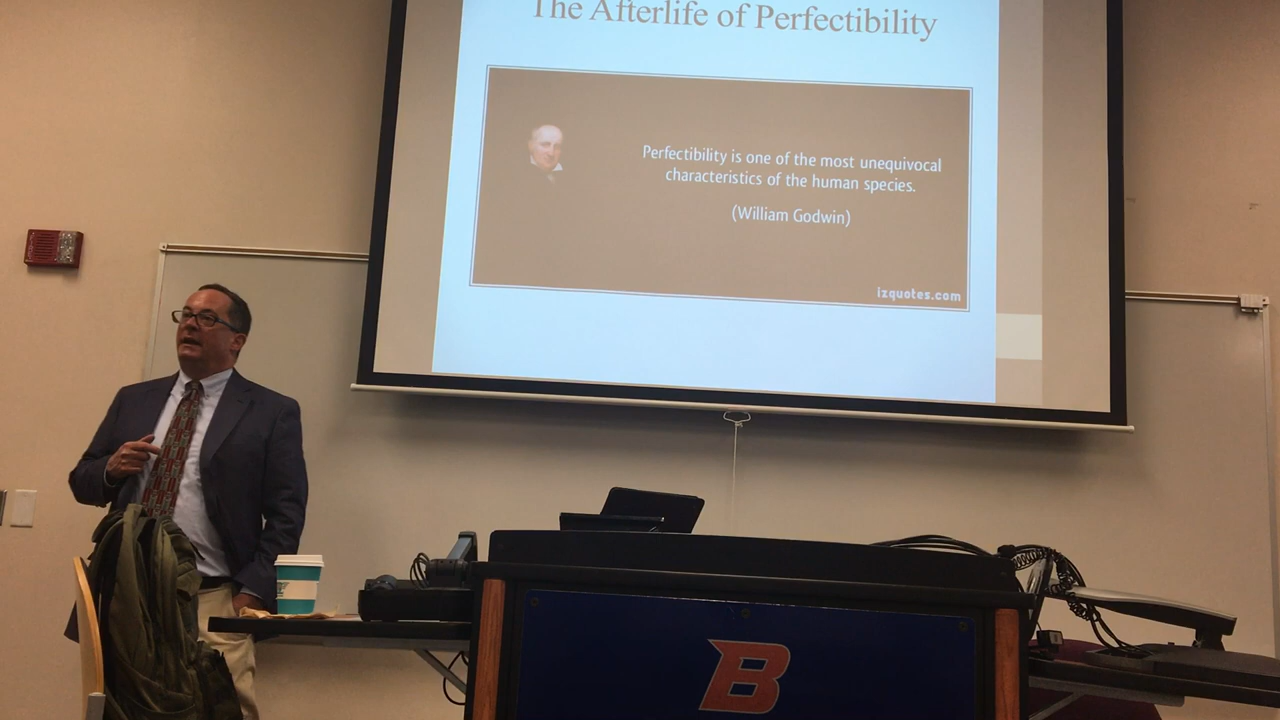 The Afterlife of Perfectibility
Perfectibility is one of the most unequivocal
characteristics of the human species.
(William Godwin)
izquotes.com
B